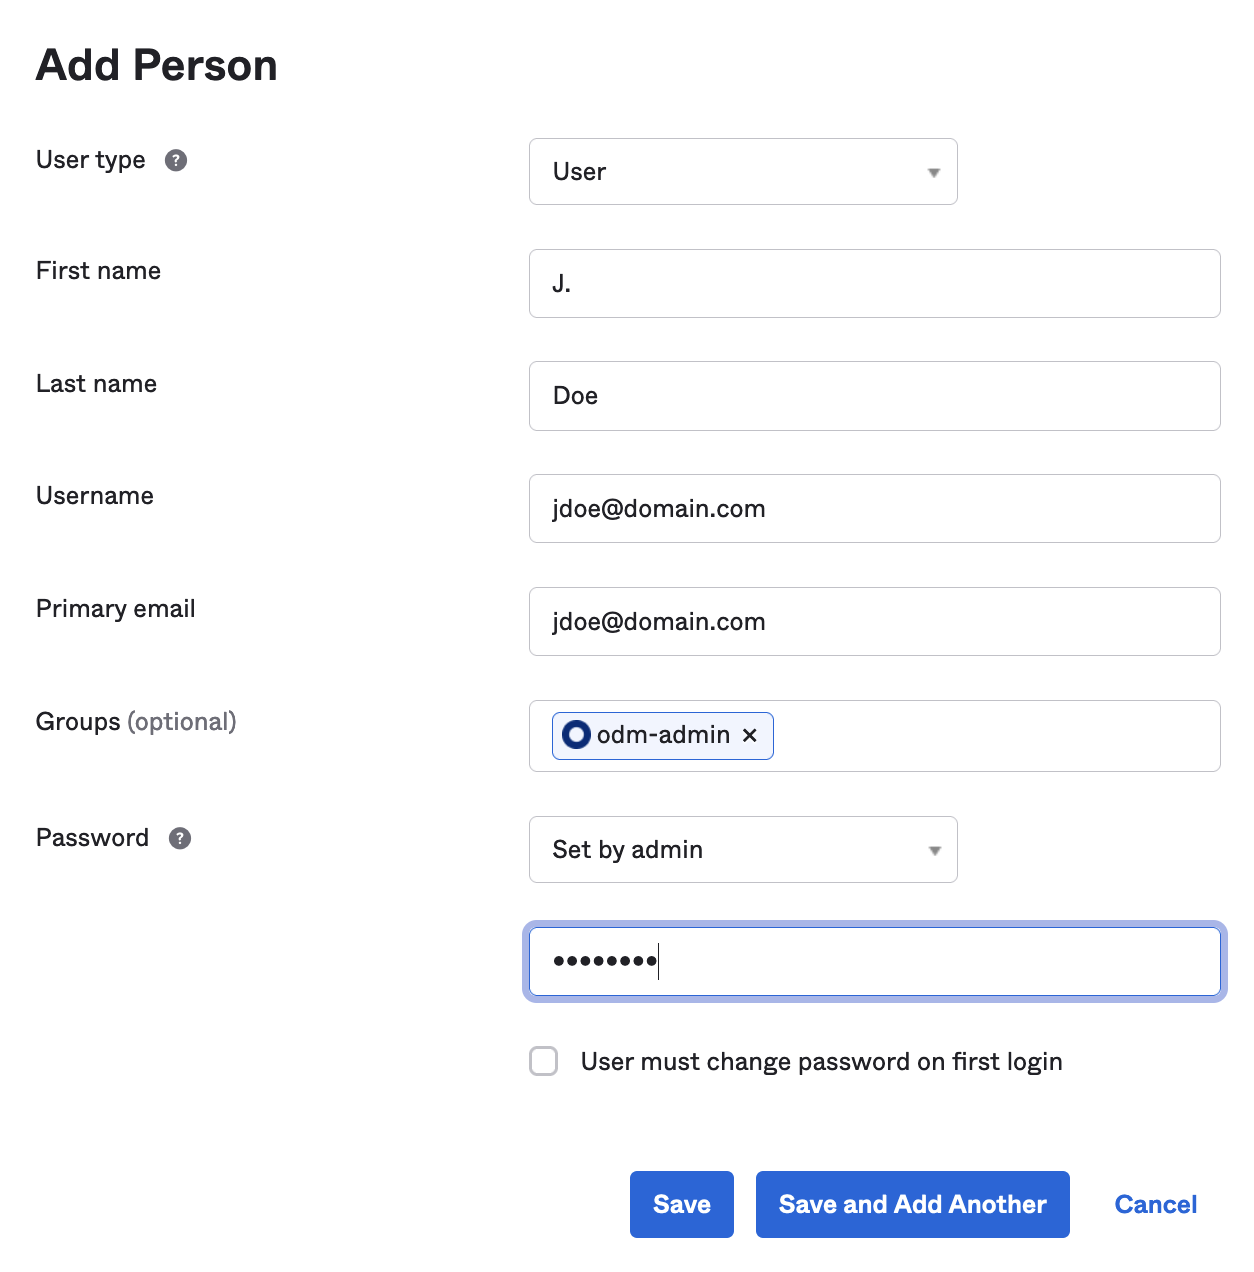 Add Person
User type ?
User
First name
J.
Last name
Doe
Username
jdoe@domain.com
Primary email
jdoe@domain.com
Groups (optional)
odm-admin ×
Password ?
Set by admin
••••••••
User must change password on first login
Save
Save and Add Another
Cancel